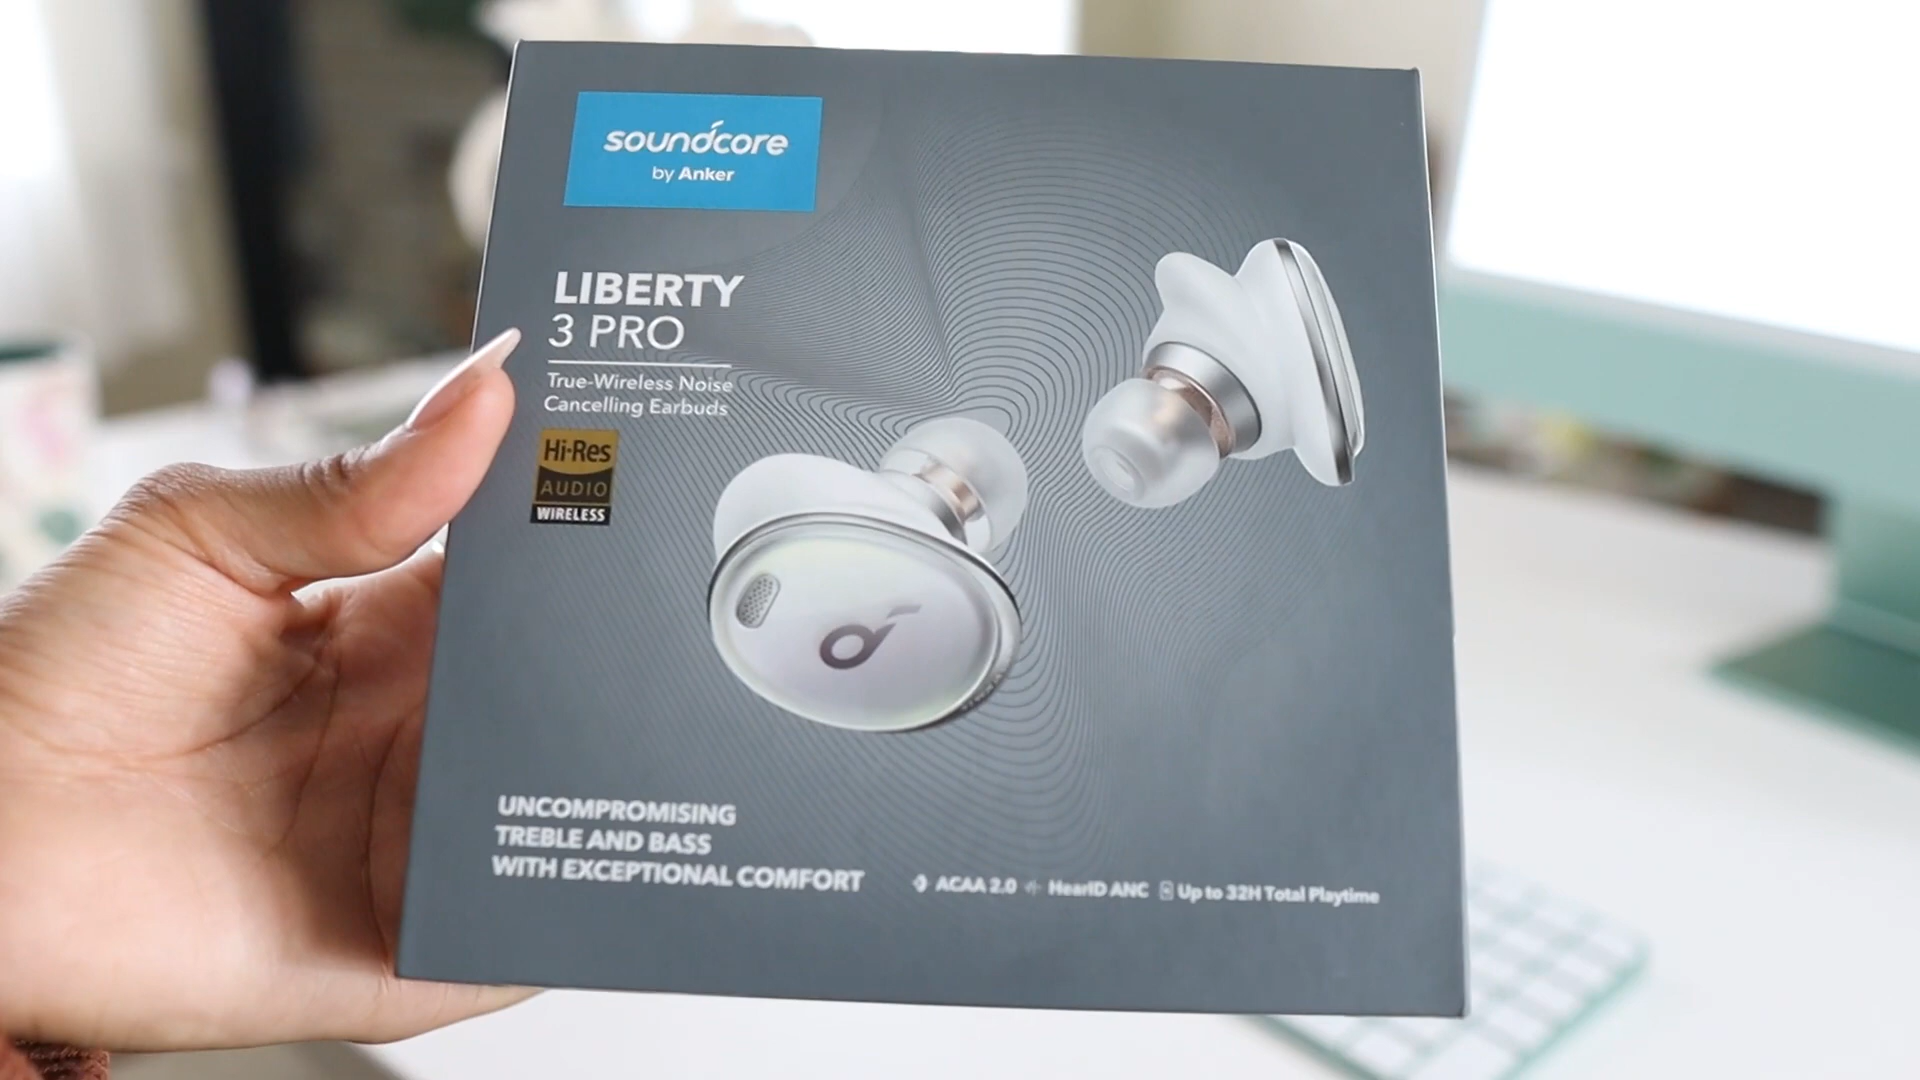 soundcore
by Anker
LIBERTY
3 PRO
True-Wireless Noise
Cancelling Earbuds
Hi-Res
AUDIO
WIRELESS
UNCOMPROMISING
TREBLE AND BASS
WITH EXCEPTIONAL COMFORT
ACAA 2.0 HearID ANC Up to 32H Total Playtime